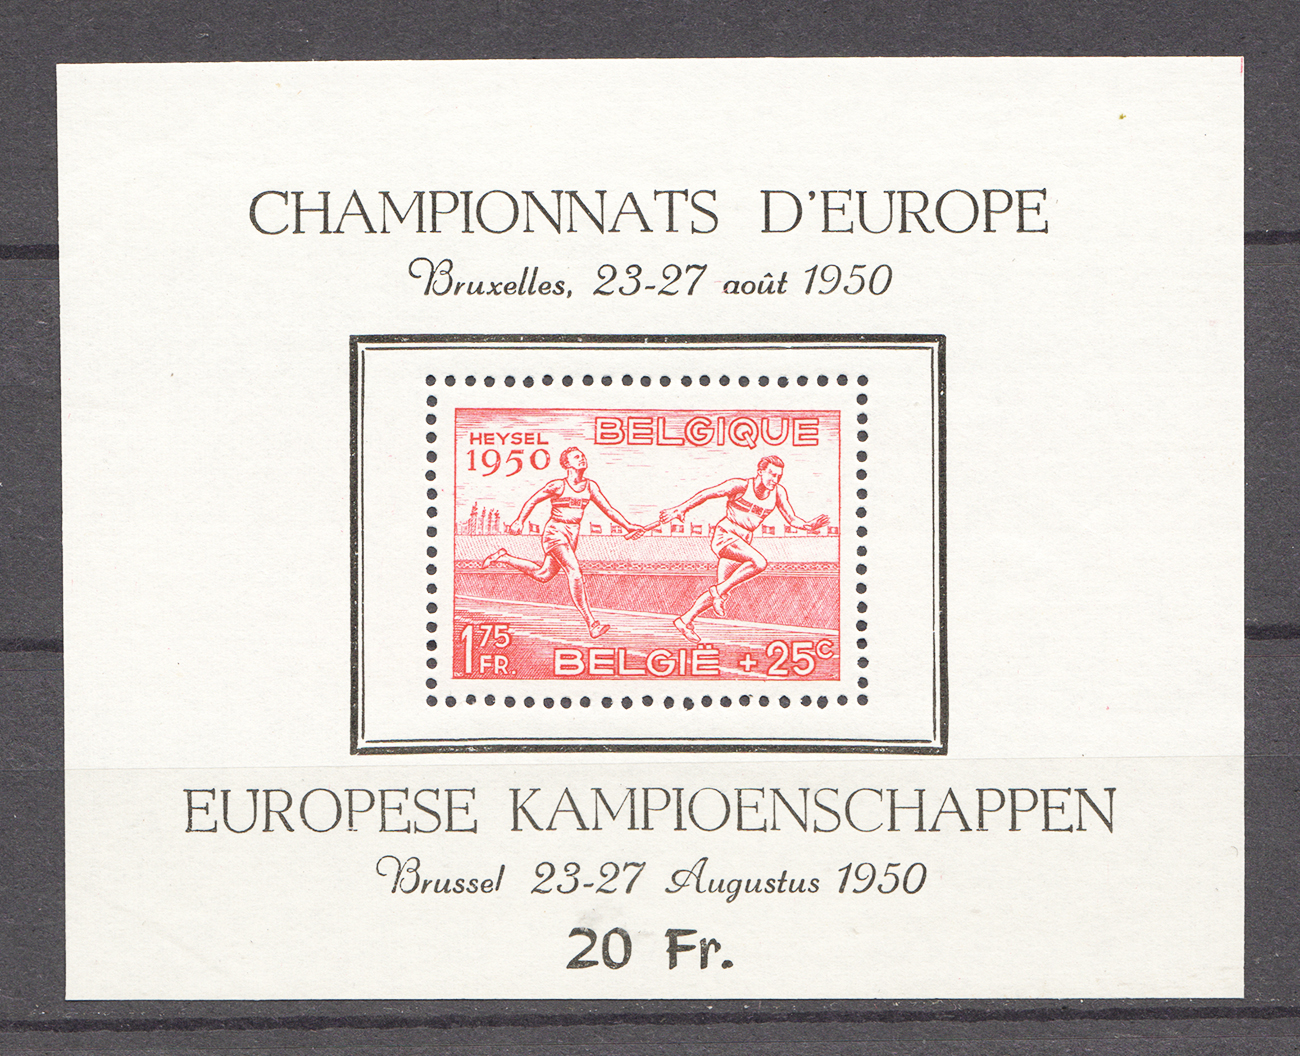 CHAMPIONNATS D'EUROPE
Bruxelles, 23-27 août 1950
HEYSEL BELGIQUE
1950
1 75 FR. BELGIË + 25c
EUROPESE KAMPIOENSCHAPPEN
Brussel 23-27 Augustus 1950
20 Fr.